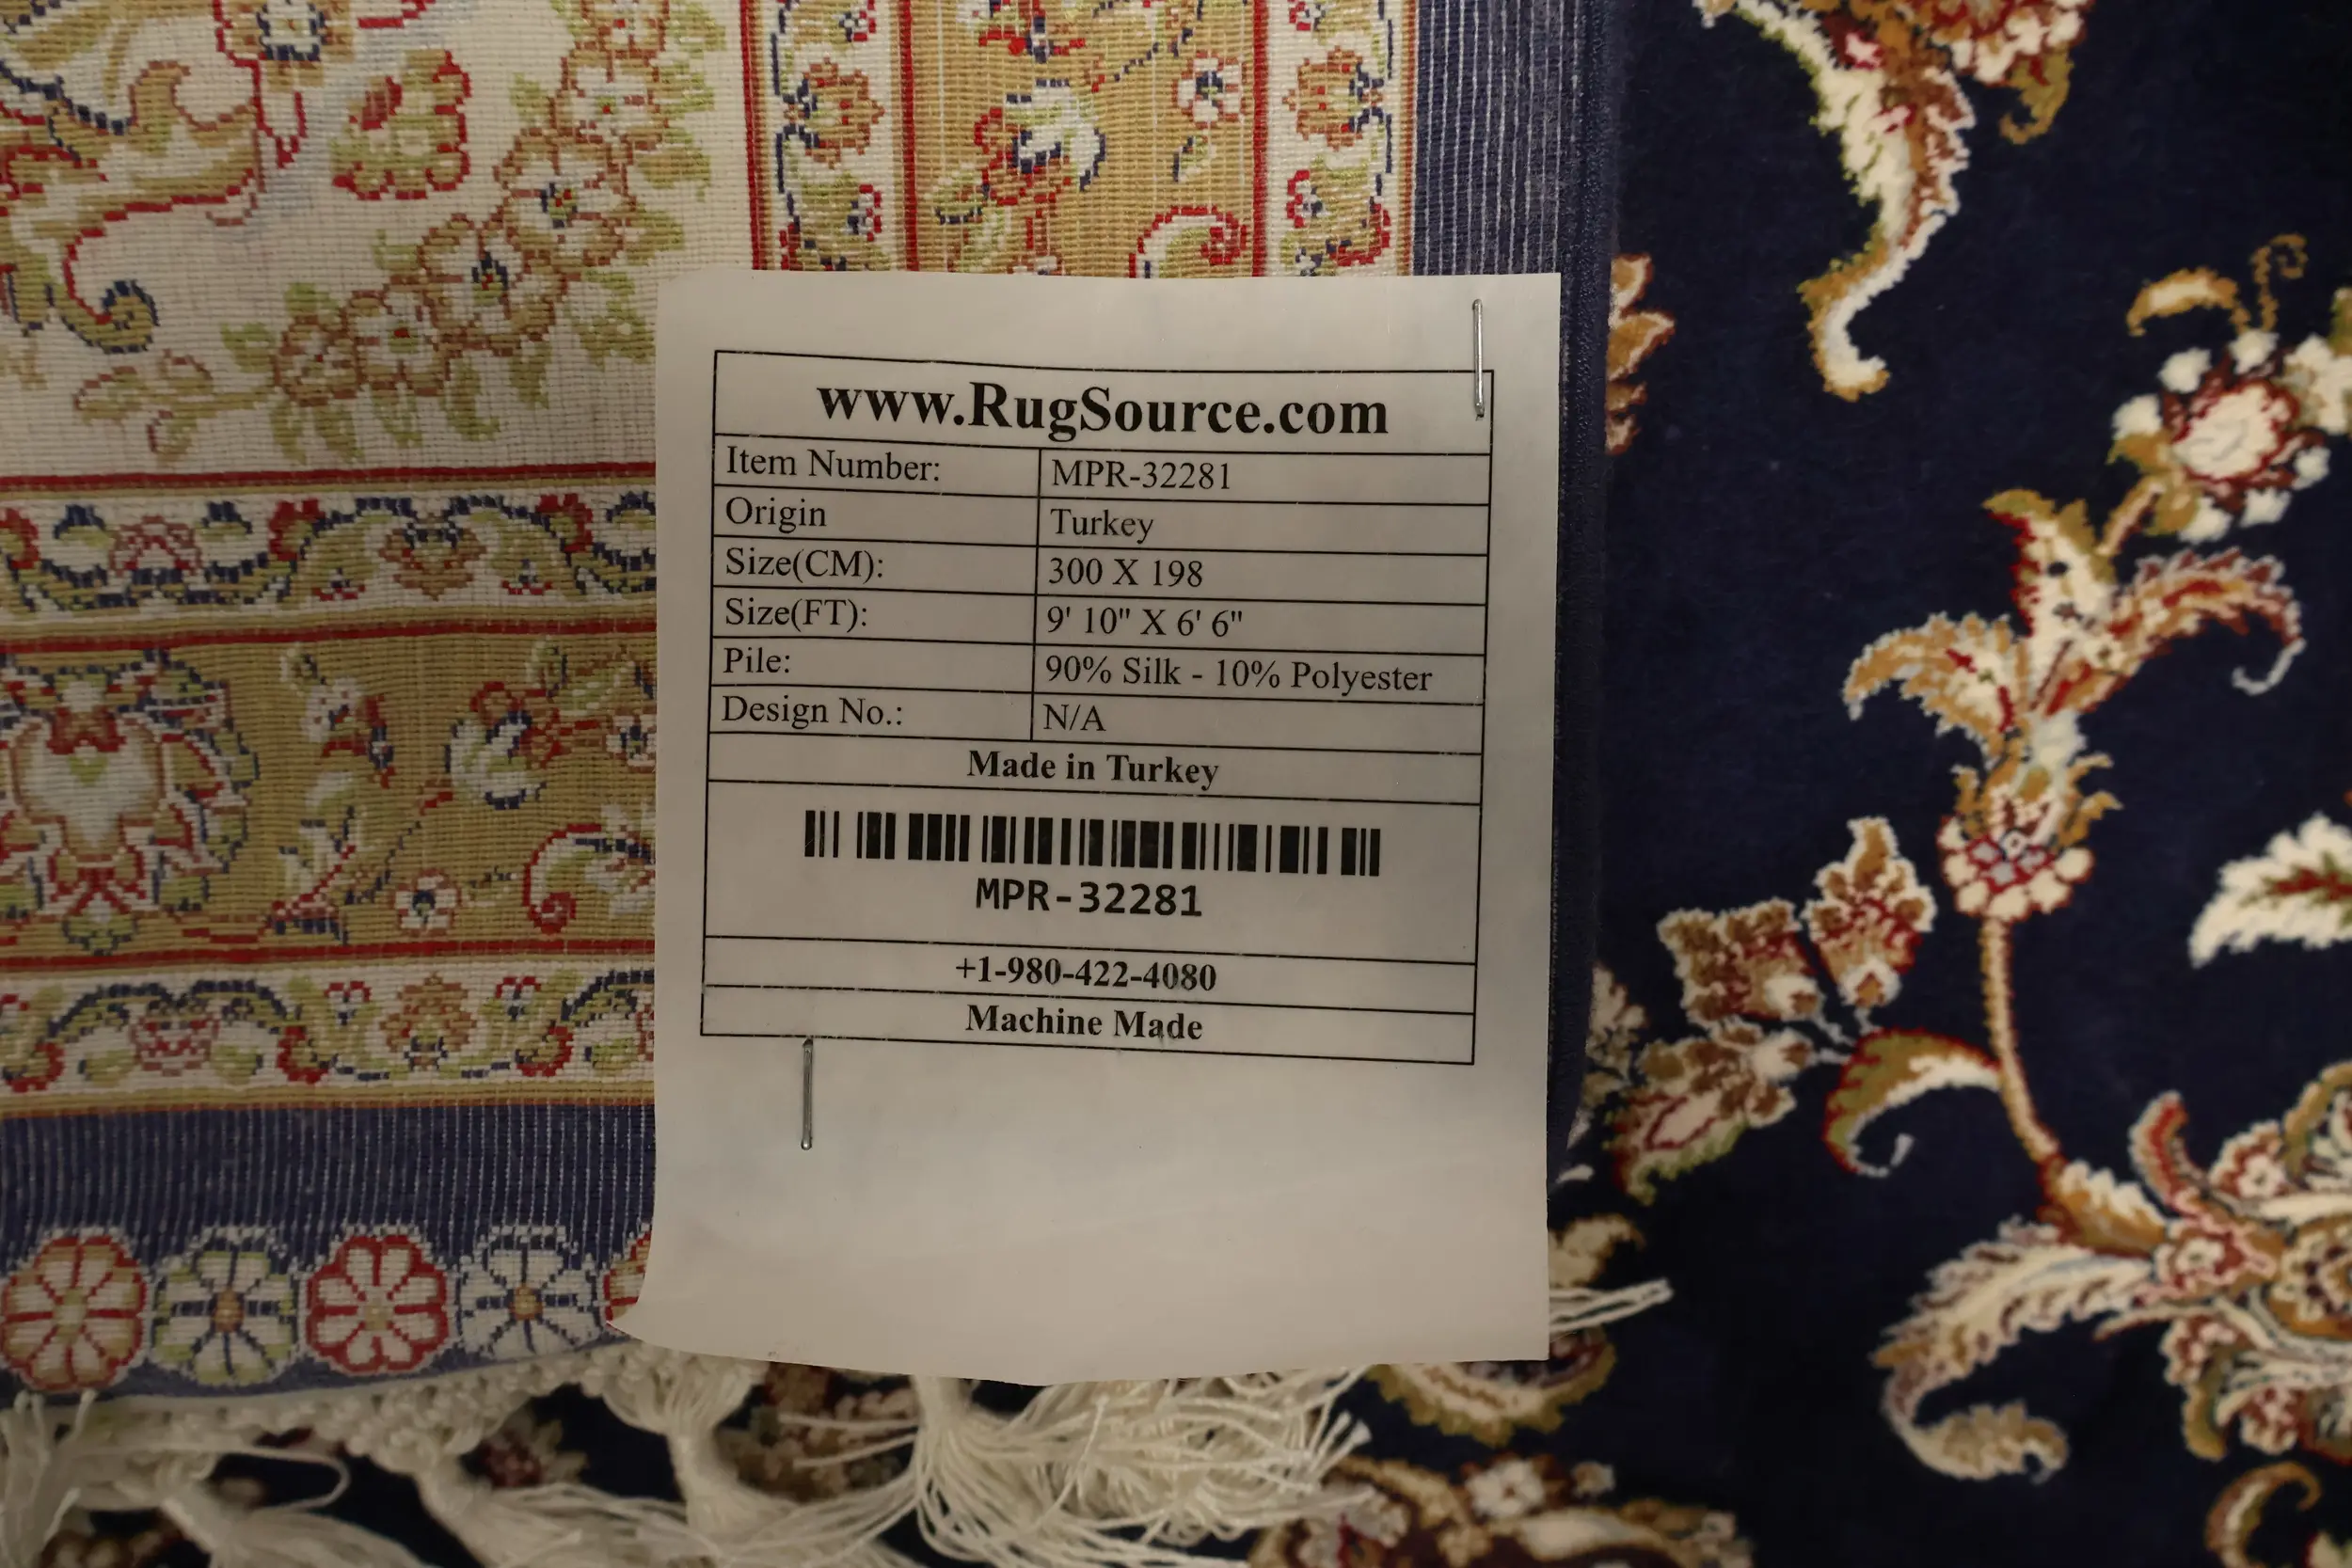 www.RugSource.com
Item Number: MPR-32281
Origin Turkey
Size(CM): 300 X 198
Size(FT): 9' 10" X 6' 6"
Pile: 90% Silk - 10% Polyester
Design No.: N/A
Made in Turkey
MPR-32281
+1-980-422-4080
Machine Made